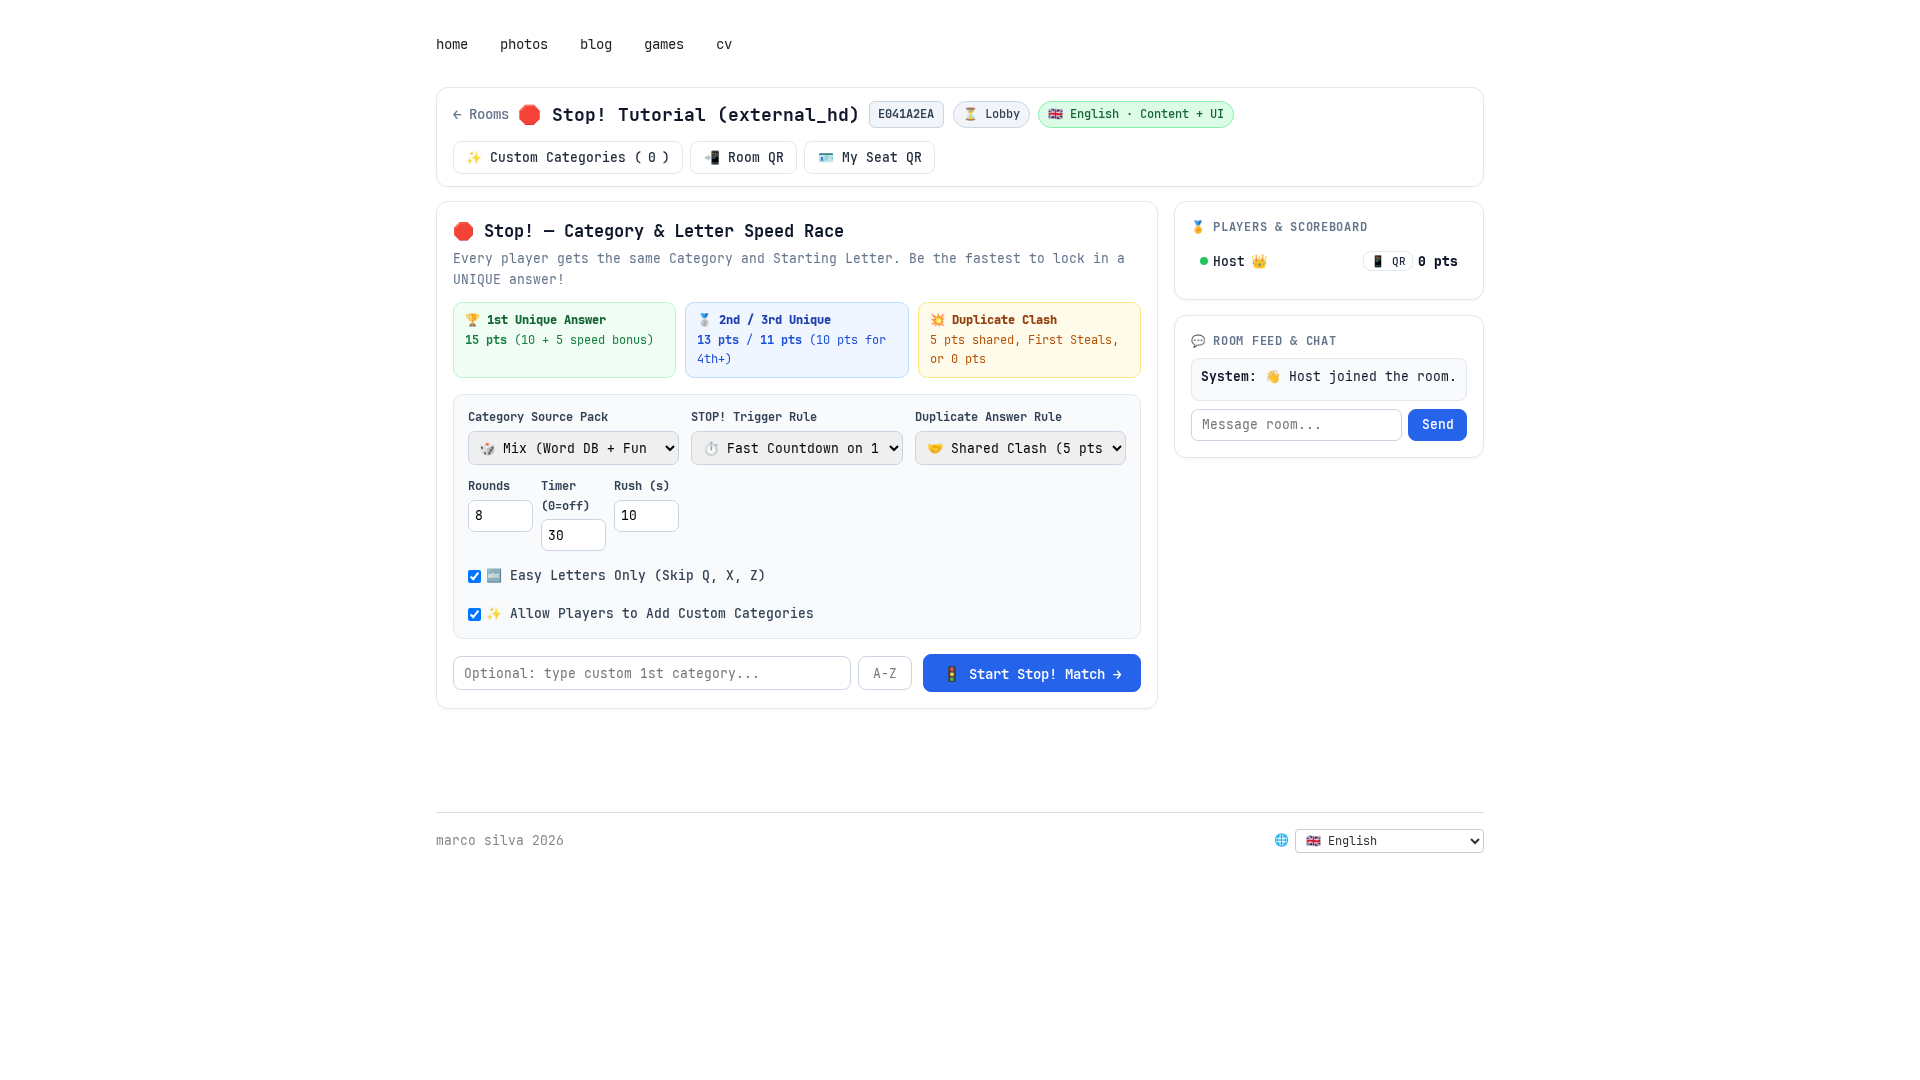 home photos blog games cv
← Rooms 🛑 Stop! Tutorial (external_hd) E041A2EA ⏳ Lobby 🇬🇧 English · Content + UI
✨ Custom Categories ( 0 ) 📲 Room QR 🪪 My Seat QR
🛑 Stop! — Category & Letter Speed Race
Every player gets the same Category and Starting Letter. Be the fastest to lock in a
UNIQUE answer!
🏆 1st Unique Answer
15 pts (10 + 5 speed bonus)
🥈 2nd / 3rd Unique
13 pts / 11 pts (10 pts for
4th+)
💥 Duplicate Clash
5 pts shared, First Steals,
or 0 pts
Category Source Pack
🎲 Mix (Word DB + Fun
STOP! Trigger Rule
⏱️ Fast Countdown on 1
Duplicate Answer Rule
🤝 Shared Clash (5 pts
Rounds
8
Timer
(0=off)
30
Rush (s)
10
🔤 Easy Letters Only (Skip Q, X, Z)
✨ Allow Players to Add Custom Categories
Optional: type custom 1st category... A-Z 🚦 Start Stop! Match →
🏅 PLAYERS & SCOREBOARD
Host 👑 📱 QR 0 pts
💬 ROOM FEED & CHAT
System: 👋 Host joined the room.
Message room... Send
marco silva 2026 🌐 🇬🇧 English